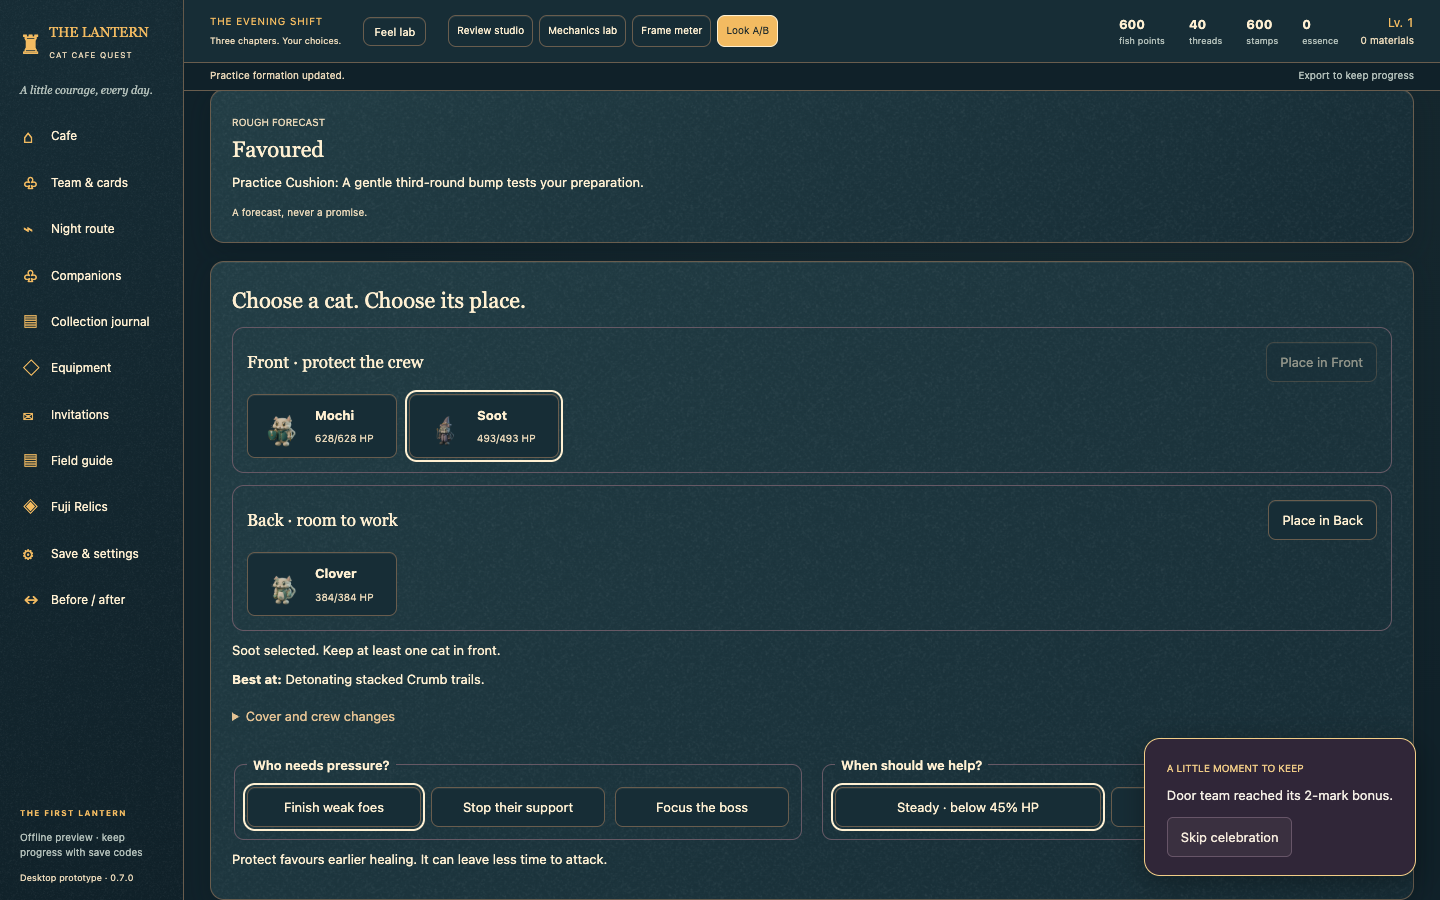 THE LANTERN
CAT CAFE QUEST
A little courage, every day.
Cafe
Team & cards
Night route
Companions
Collection journal
Equipment
Invitations
Field guide
Fuji Relics
Save & settings
Before / after
THE FIRST LANTERN
Offline preview · keep
progress with save codes
Desktop prototype · 0.7.0
THE EVENING SHIFT
Three chapters. Your choices.
Feel lab
Review studio
Mechanics lab
Frame meter
Look A/B
600
fish points
40
threads
600
stamps
0
essence
Lv. 1
0 materials
Practice formation updated.
Export to keep progress
ROUGH FORECAST
Favoured
Practice Cushion: A gentle third-round bump tests your preparation.
A forecast, never a promise.
Choose a cat. Choose its place.
Front · protect the crew
Place in Front
Mochi
628/628 HP
Soot
493/493 HP
Back · room to work
Place in Back
Clover
384/384 HP
Soot selected. Keep at least one cat in front.
Best at: Detonating stacked Crumb trails.
Cover and crew changes
Who needs pressure?
Finish weak foes
Stop their support
Focus the boss
When should we help?
Steady · below 45% HP
Protect favours earlier healing. It can leave less time to attack.
A LITTLE MOMENT TO KEEP
Door team reached its 2-mark bonus.
Skip celebration